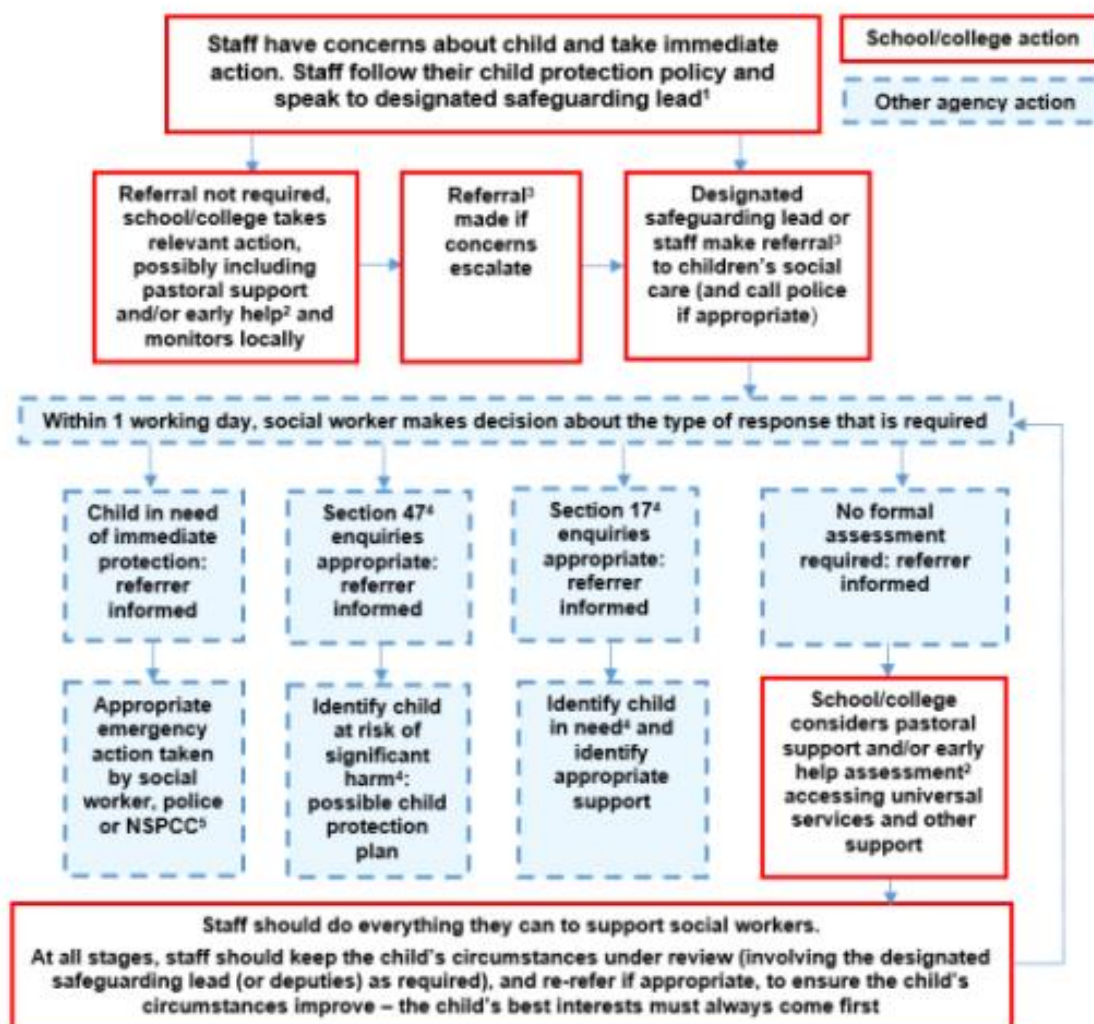 Staff have concerns about child and take immediate
action. Staff follow their child protection policy and
speak to designated safeguarding lead¹
School/college action
Other agency action
Referral not required,
school/college takes
relevant action,
possibly including
pastoral support
and/or early help² and
monitors locally
Referral³
made if
concerns
escalate
Designated
safeguarding lead or
staff make referral³
to children's social
care (and call police
if appropriate)
Within 1 working day, social worker makes decision about the type of response that is required
Child in need
of immediate
protection:
referrer
informed
Section 47⁴
enquiries
appropriate:
referrer
informed
Section 17⁴
enquiries
appropriate:
referrer
informed
No formal
assessment
required: referrer
informed
Appropriate
emergency
action taken
by social
worker, police
or NSPCC⁵
Identify child
at risk of
significant
harm⁴:
possible child
protection
plan
Identify child
in need⁴ and
identify
appropriate
support
School/college
considers pastoral
support and/or early
help assessment²
accessing universal
services and other
support
Staff should do everything they can to support social workers.
At all stages, staff should keep the child's circumstances under review (involving the designated
safeguarding lead (or deputies) as required), and re-refer if appropriate, to ensure the child's
circumstances improve – the child's best interests must always come first